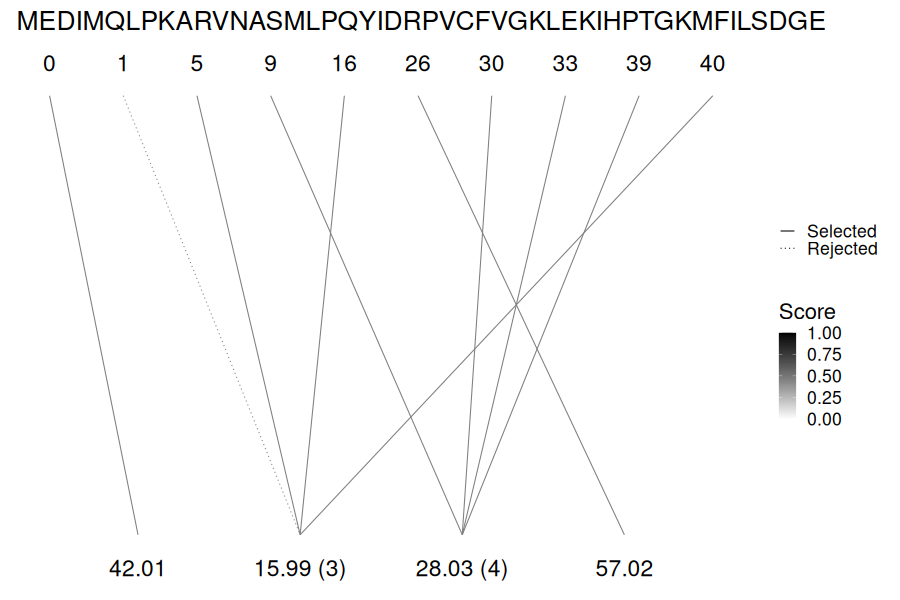 MEDIMQLPKARVNASMLPQYIDRPVCFVGKLEKIHPTGKMFILSDGE
0 1 5 9 16 26 30 33 39 40
Selected
Rejected
Score
1.00
0.75
0.50
0.25
0.00
42.01 15.99 (3) 28.03 (4) 57.02